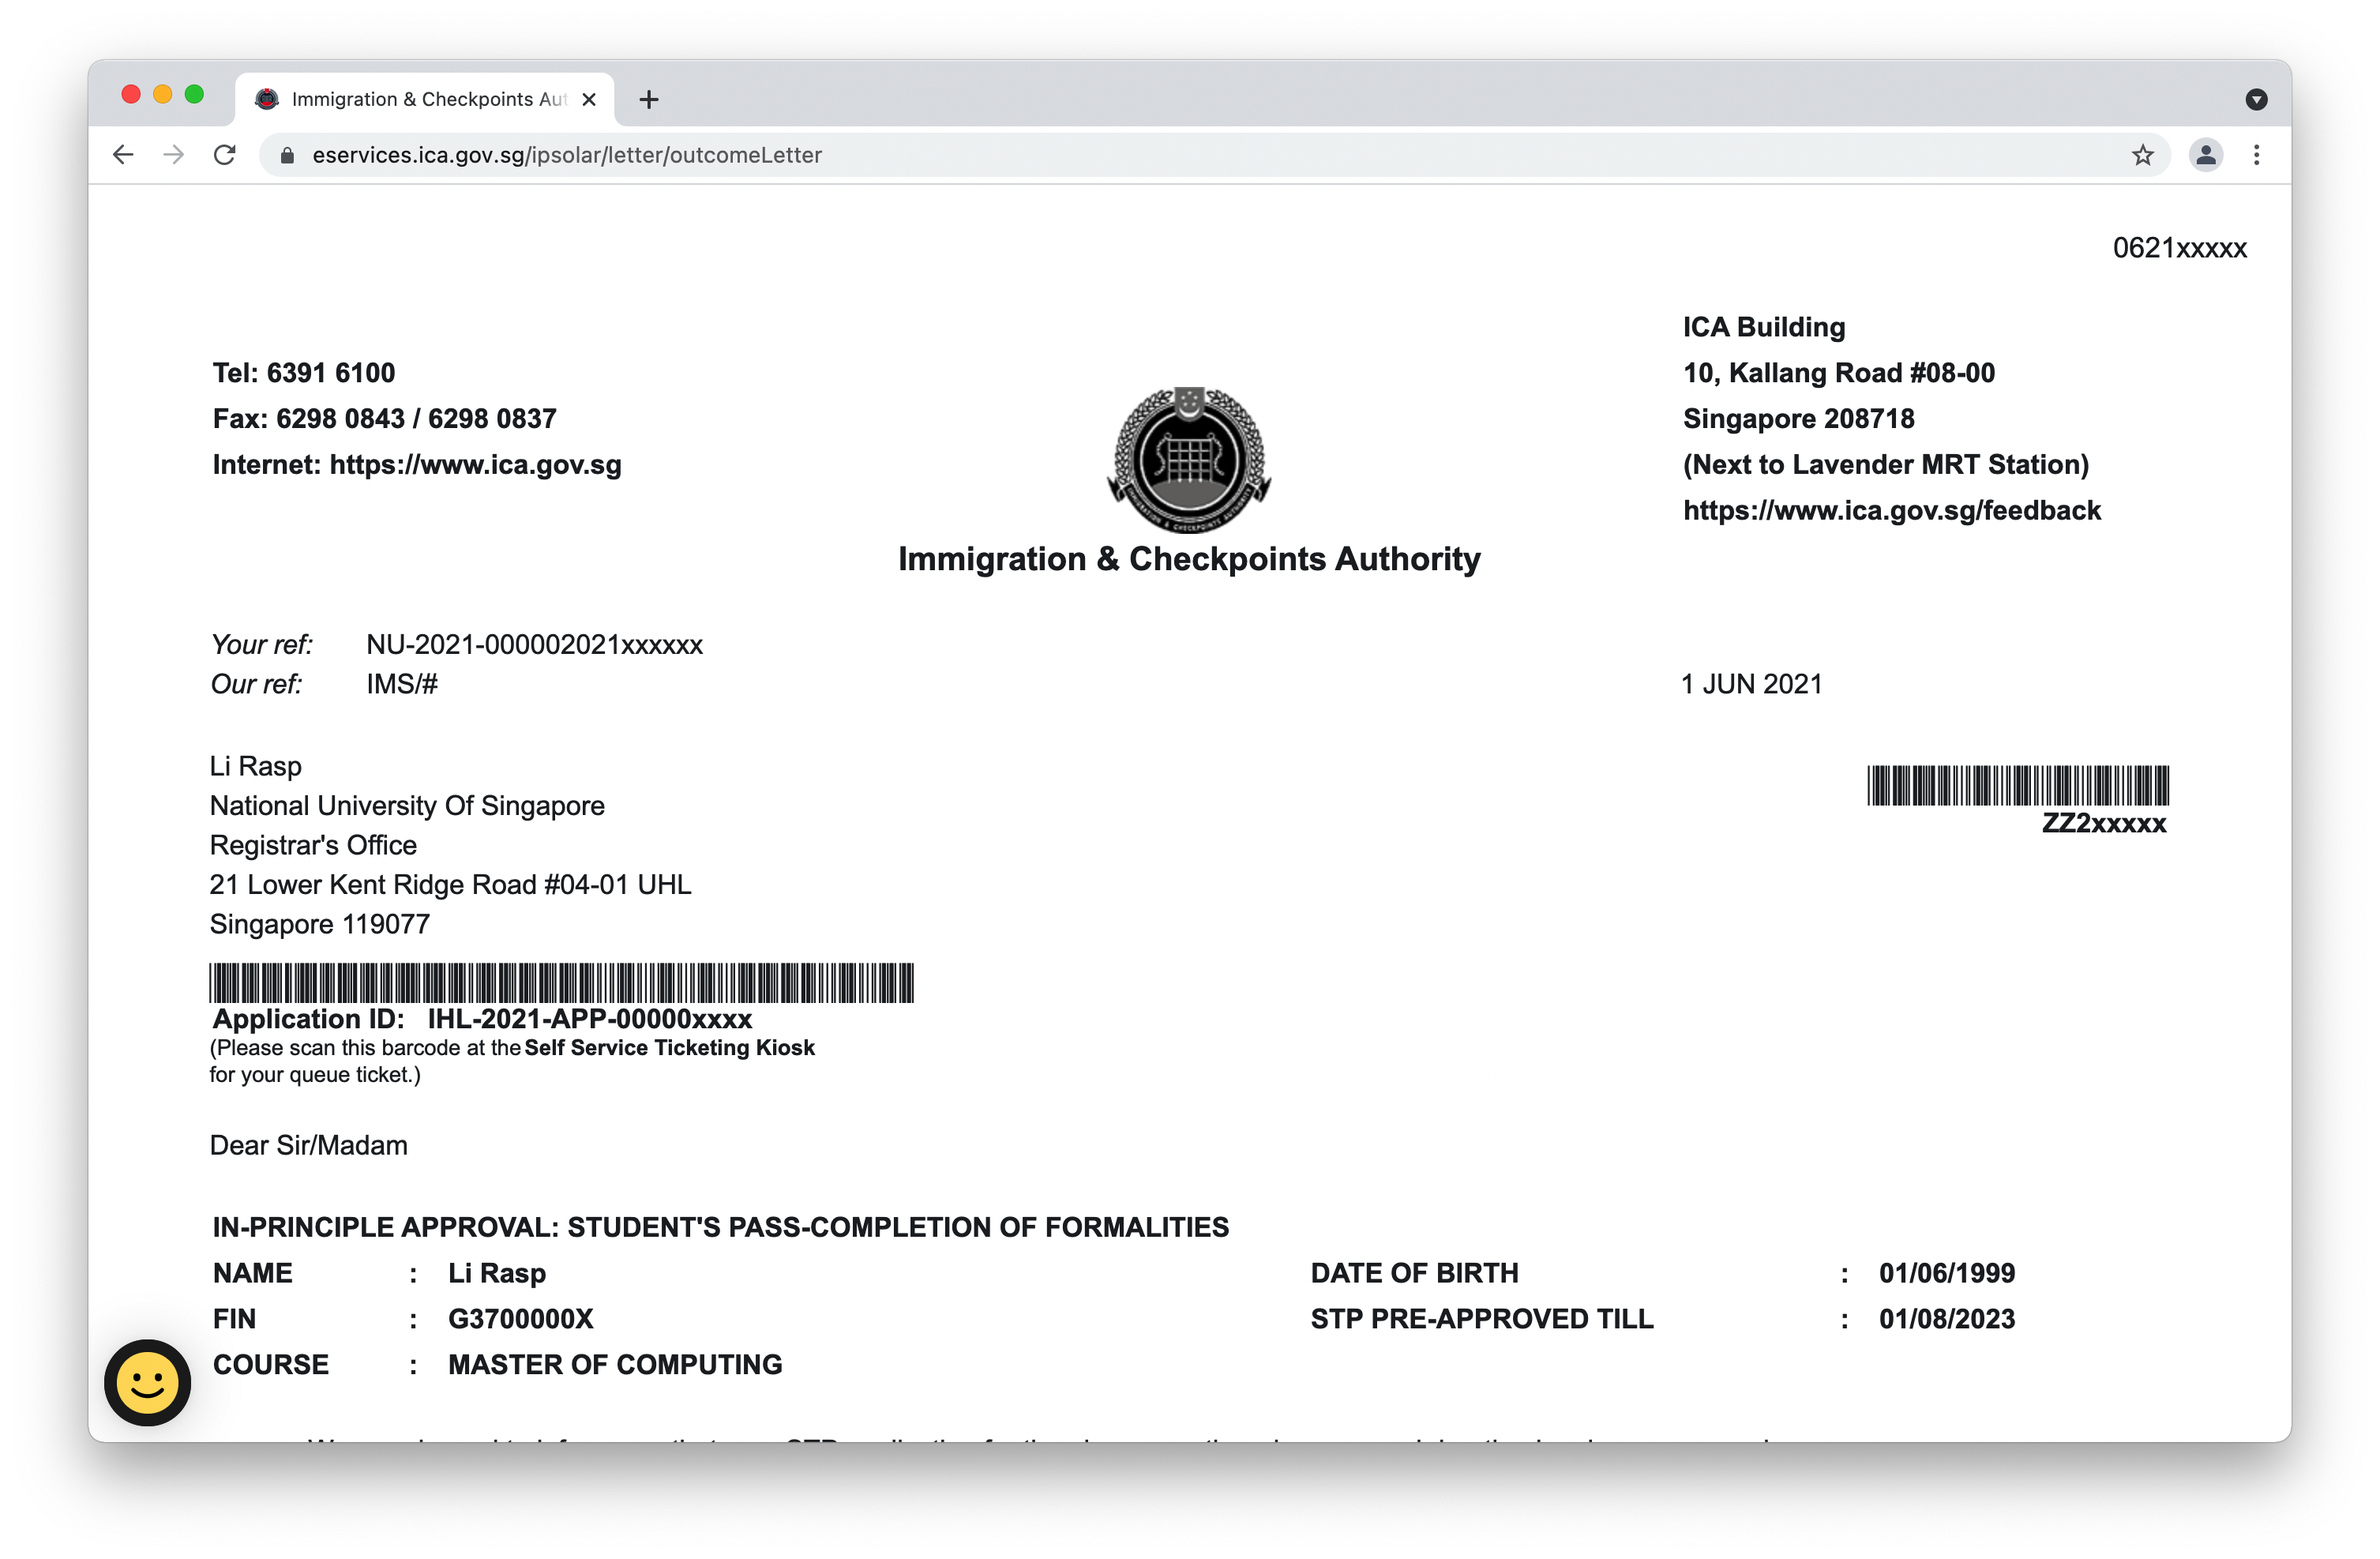 Immigration & Checkpoints Aut
eservices.ica.gov.sg/ipsolar/letter/outcomeLetter
0621xxxxx
ICA Building
Tel: 6391 6100
10, Kallang Road #08-00
Fax: 6298 0843 / 6298 0837
Singapore 208718
Internet: https://www.ica.gov.sg
(Next to Lavender MRT Station)
https://www.ica.gov.sg/feedback
IMMIGRATION & CHECKPOINTS AUTHORITY
Immigration & Checkpoints Authority
Your ref: NU-2021-000002021xxxxxx
Our ref: IMS/#
1 JUN 2021
Li Rasp
National University Of Singapore
Registrar's Office
21 Lower Kent Ridge Road #04-01 UHL
Singapore 119077
ZZ2xxxxx
Application ID: IHL-2021-APP-00000xxxx
(Please scan this barcode at the Self Service Ticketing Kiosk
for your queue ticket.)
Dear Sir/Madam
IN-PRINCIPLE APPROVAL: STUDENT'S PASS-COMPLETION OF FORMALITIES
NAME : Li Rasp DATE OF BIRTH : 01/06/1999
FIN : G3700000X STP PRE-APPROVED TILL : 01/08/2023
COURSE : MASTER OF COMPUTING